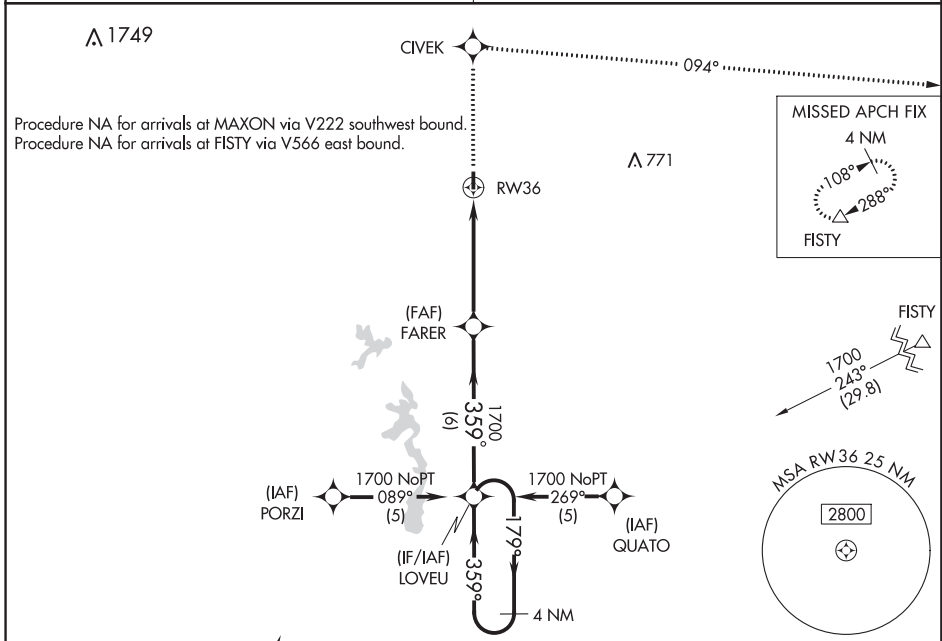 1749
CIVEK
094°
Procedure NA for arrivals at MAXON via V222 southwest bound.
Procedure NA for arrivals at FISTY via V566 east bound.
MISSED APCH FIX
4 NM
108°
288°
FISTY
771
RW36
(FAF)
FARER
FISTY
1700
243°
(29.8)
1700
359°
(6)
MSA RW36 25 NM
2800
(IAF)
PORZI
1700 NoPT
089°
(5)
1700 NoPT
269°
(5)
(IAF)
QUATO
(IF/IAF)
LOVEU
359°
179°
4 NM